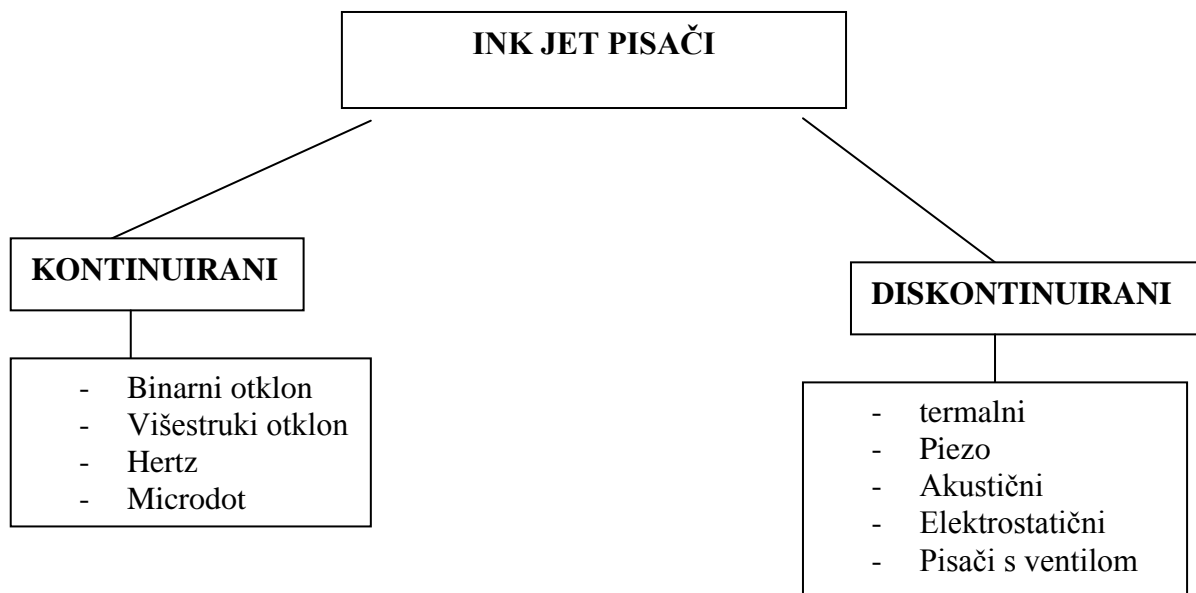 INK JET PISAČI
KONTINUIRANI
- Binarni otklon
- Višestruki otklon
- Hertz
- Microdot
DISKONTINUIRANI
- termalni
- Piezo
- Akustični
- Elektrostatični
- Pisači s ventilom